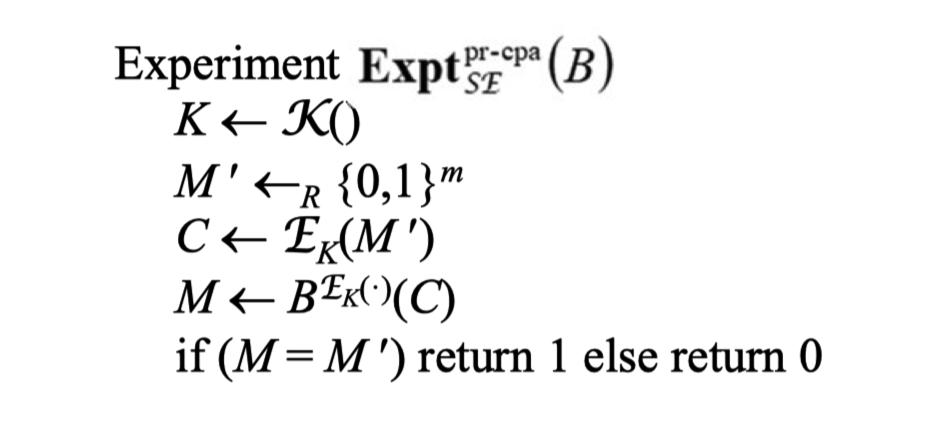 Experiment Expt^{pr-cpa}_{SE}(B)
K ← 𝒦()
M' ←_R {0,1}^m
C ← ℰ_K(M')
M ← B^{ℰ_K(·)}(C)
if (M = M') return 1 else return 0